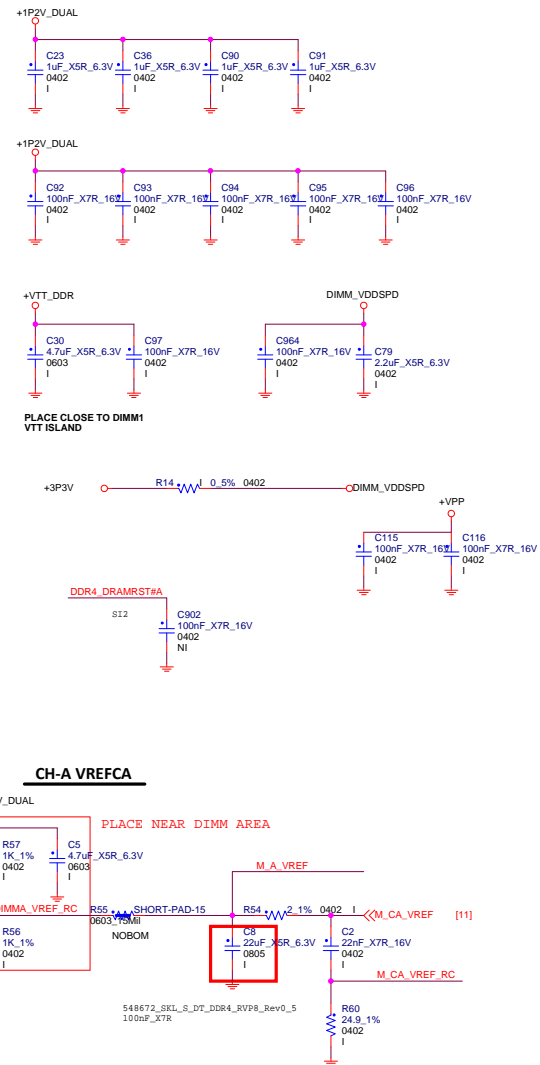 +1P2V_DUAL
C23
1uF_X5R_6.3V
0402
I
C36
1uF_X5R_6.3V
0402
I
C90
1uF_X5R_6.3V
0402
I
C91
1uF_X5R_6.3V
0402
I
+1P2V_DUAL
C92
100nF_X7R_16V
0402
I
C93
100nF_X7R_16V
0402
I
C94
100nF_X7R_16V
0402
I
C95
100nF_X7R_16V
0402
I
C96
100nF_X7R_16V
0402
I
+VTT_DDR
C30
4.7uF_X5R_6.3V
0603
I
C97
100nF_X7R_16V
0402
I
PLACE CLOSE TO DIMM1
VTT ISLAND
DIMM_VDDSPD
C964
100nF_X7R_16V
0402
I
C79
2.2uF_X5R_6.3V
0402
I
+3P3V
R14 I 0_5% 0402
DIMM_VDDSPD
+VPP
C115
100nF_X7R_16V
0402
I
C116
100nF_X7R_16V
0402
I
DDR4_DRAMRST#A
SI2
C902
100nF_X7R_16V
0402
NI
CH-A VREFCA
V_DUAL
PLACE NEAR DIMM AREA
R57
1K_1%
0402
I
C5
4.7uF_X5R_6.3V
0603
I
M_A_VREF
IMMA_VREF_RC
R55 SHORT-PAD-15
0603_15Mil
NOBOM
R54 2_1% 0402 I
M_CA_VREF [11]
R56
1K_1%
0402
I
C8
22uF_X5R_6.3V
0805
I
C2
22nF_X7R_16V
0402
I
M_CA_VREF_RC
548672_SKL_S_DT_DDR4_RVP8_Rev0_5
100nF_X7R
R60
24.9_1%
0402
I